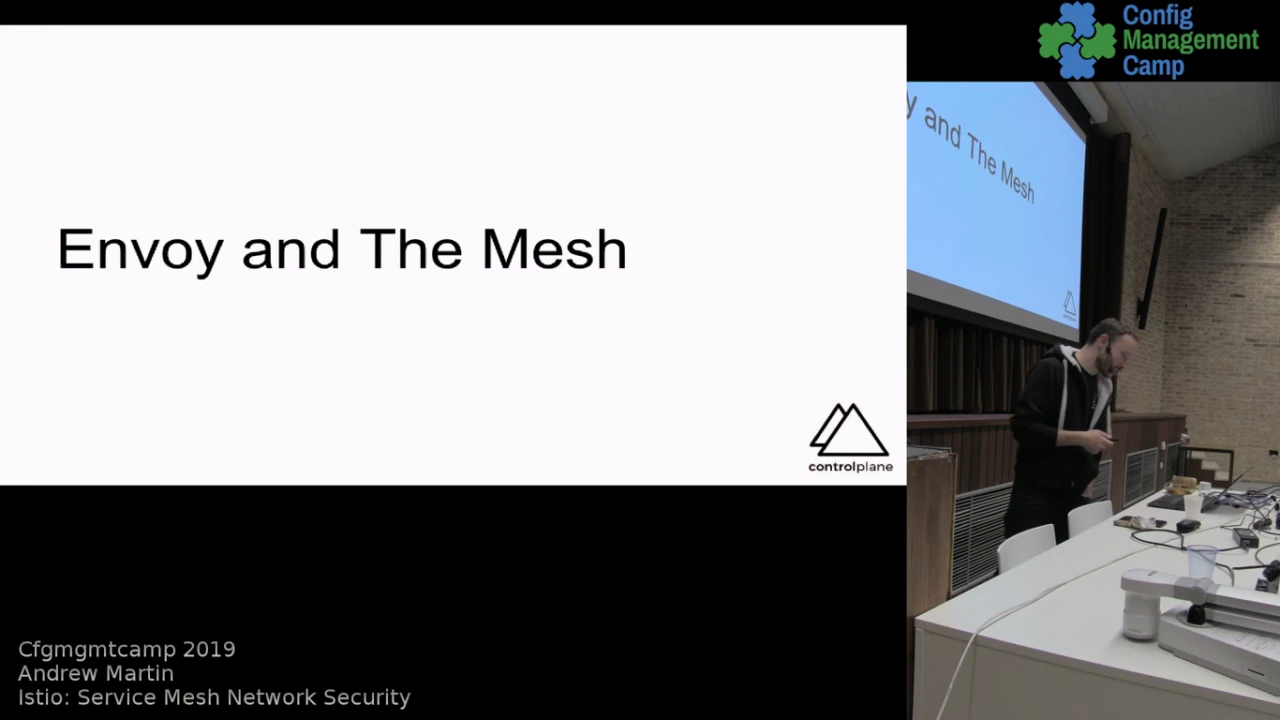 Config
Management
Camp
Envoy and The Mesh
y and The Mesh
controlplane
Cfgmgmtcamp 2019
Andrew Martin
Istio: Service Mesh Network Security